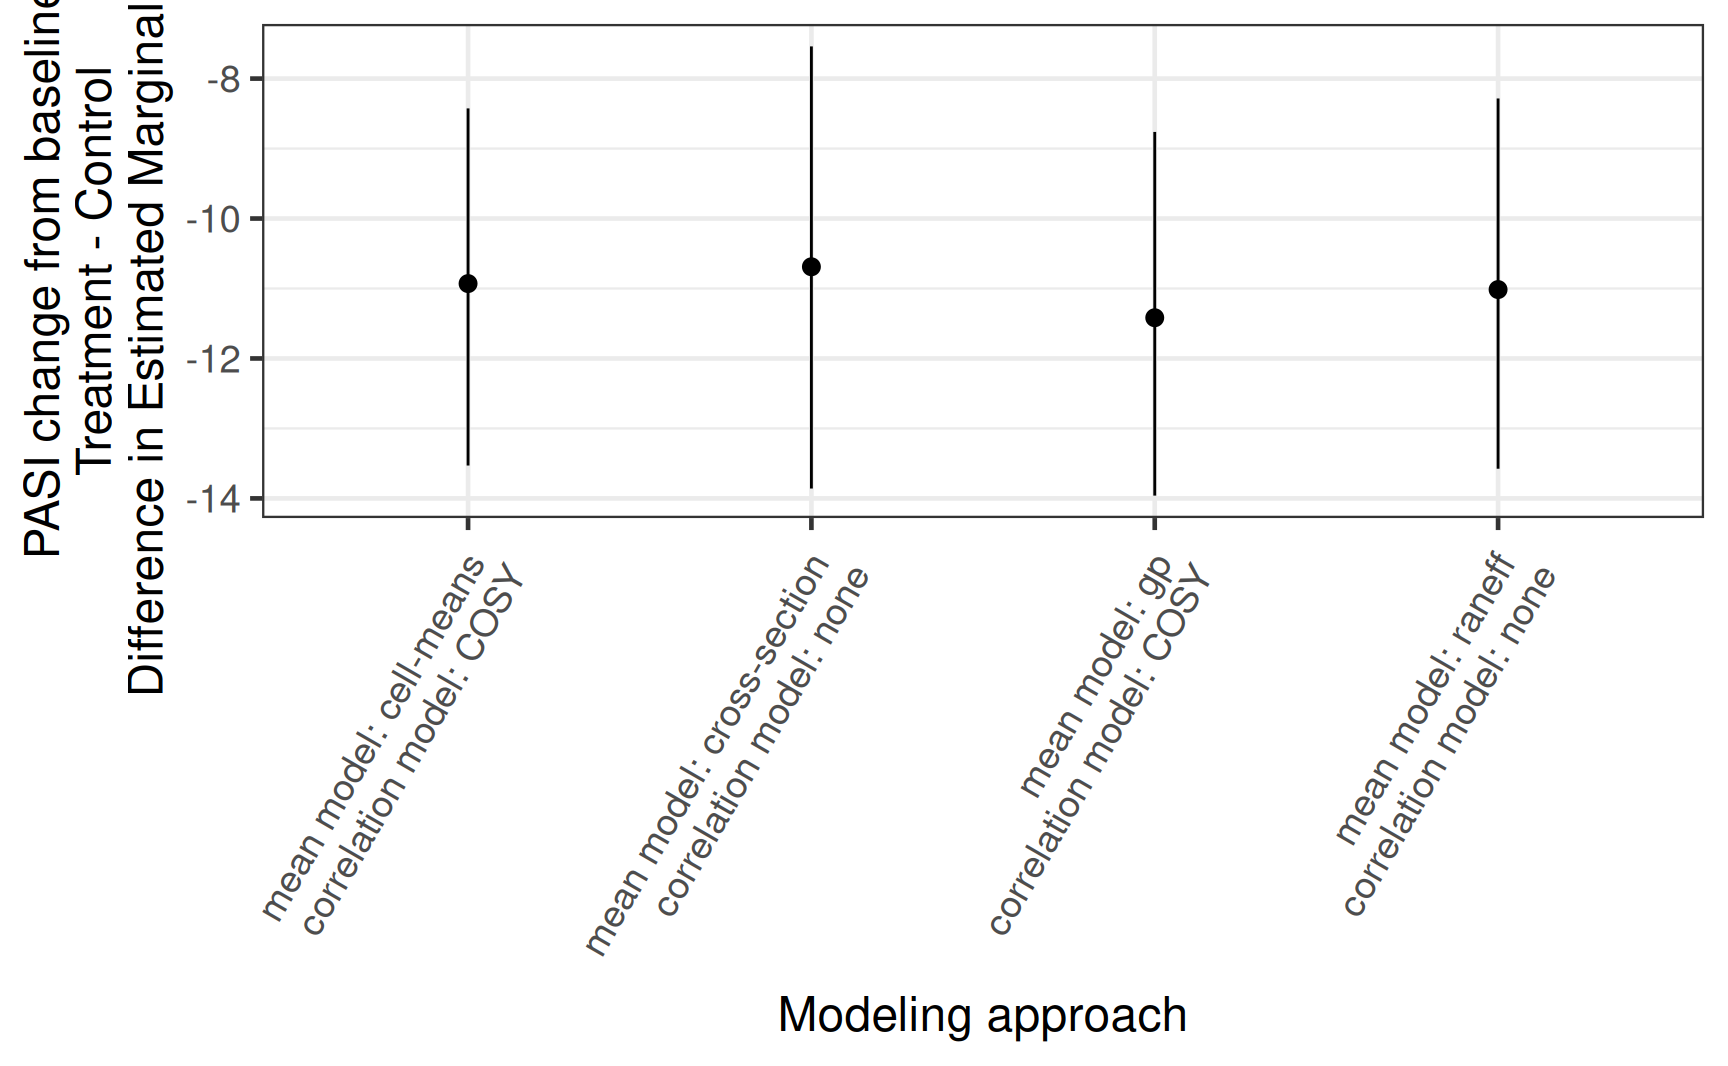 PASI change from baseline
Treatment - Control
Difference in Estimated Marginal
-8
-10
-12
-14
mean model: cell-means
correlation model: COSY
mean model: cross-section
correlation model: none
mean model: gp
correlation model: COSY
mean model: raneff
correlation model: none
Modeling approach